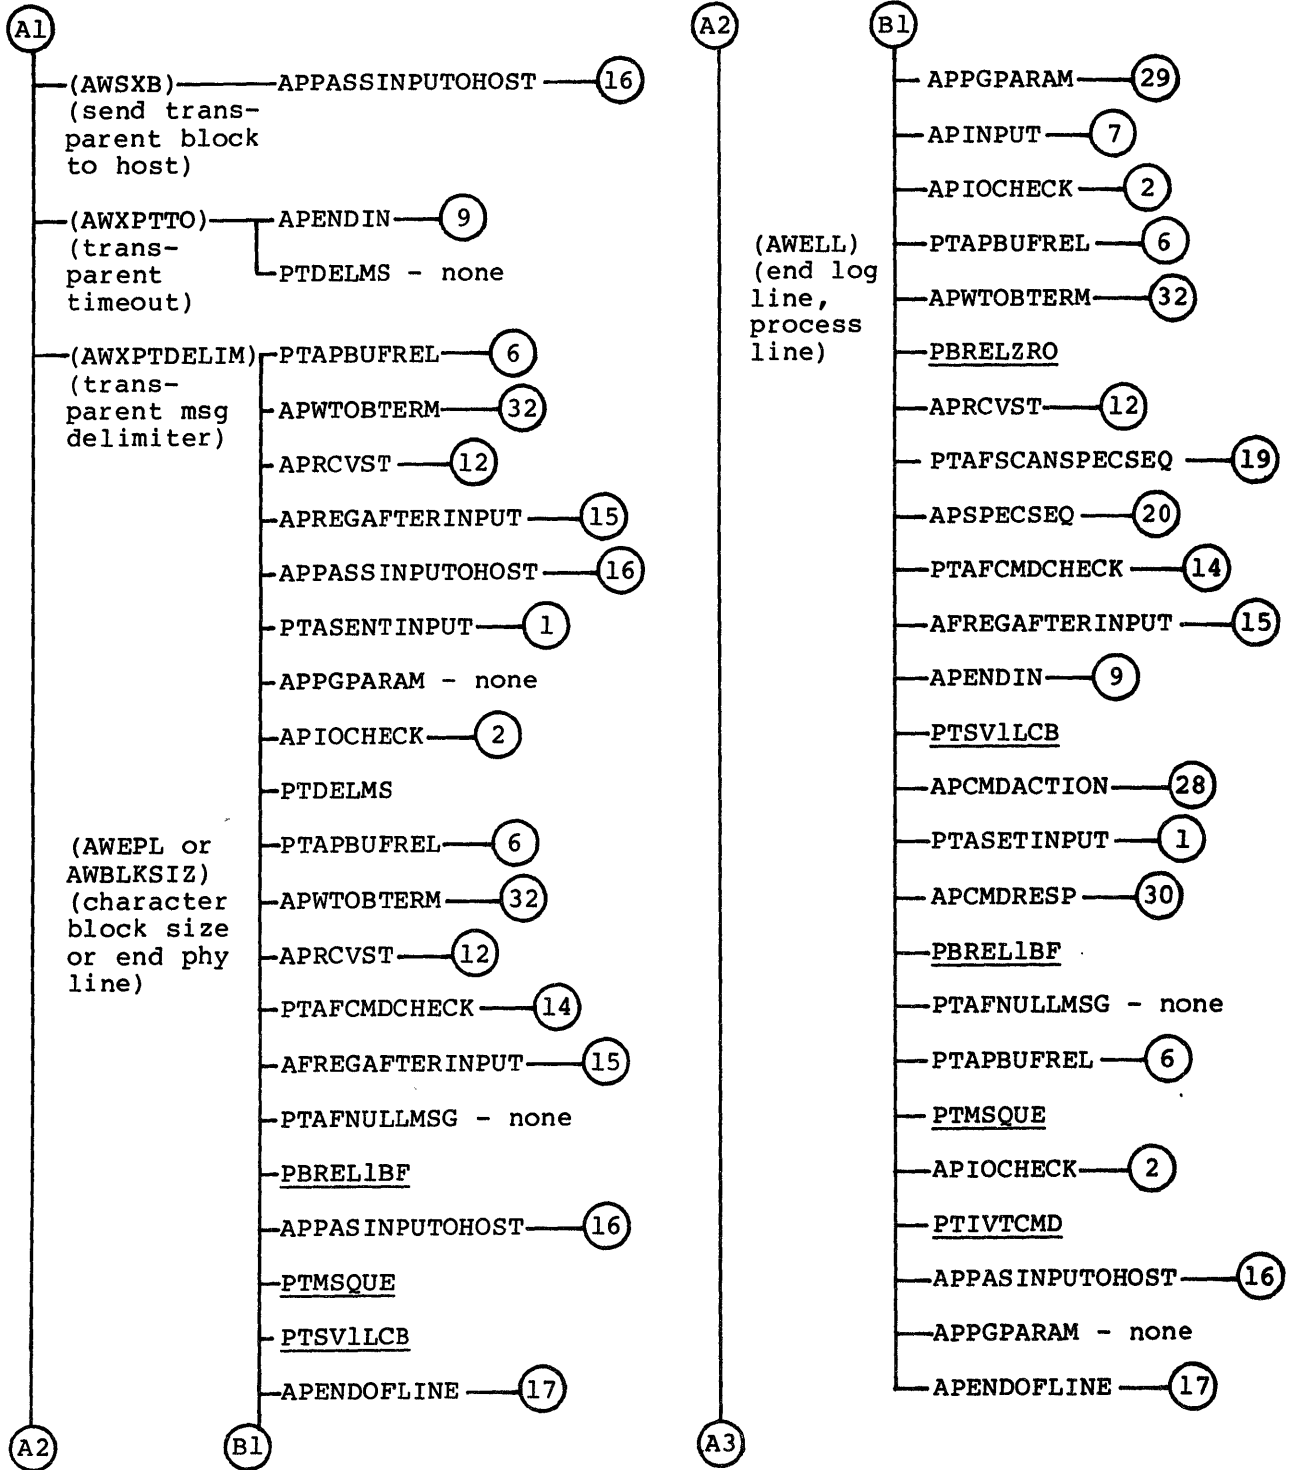 A1
(AWSXB) APPASSINPUTOHOST 16
(send trans-
parent block
to host)
(AWXPTTO) APENDIN 9
(trans-
parent
timeout)
PTDELMS - none
(AWXPTDELIM) PTAPBUFREL 6
(trans-
parent msg
delimiter)
APWTOBTERM 32
APRCVST 12
APREGAFTERINPUT 15
APPASSINPUTOHOST 16
PTASENTINPUT 1
APPGPARAM - none
APIOCHECK 2
PTDELMS
(AWEPL or
AWBLKSIZ)
(character
block size
or end phy
line)
PTAPBUFREL 6
APWTOBTERM 32
APRCVST 12
PTAFCMDCHECK 14
AFREGAFTERINPUT 15
PTAFNULLMSG - none
PBREL1BF
APPASINPUTOHOST 16
PTMSQUE
PTSV1LCB
APENDOFLINE 17
A2
B1
A2
(AWELL)
(end log
line,
process
line)
A3
B1
APPGPARAM 29
APINPUT 7
APIOCHECK 2
PTAPBUFREL 6
APWTOBTERM 32
PBRELZRO
APRCVST 12
PTAFSCANSPECSEQ 19
APSPECSEQ 20
PTAFCMDCHECK 14
AFREGAFTERINPUT 15
APENDIN 9
PTSV1LCB
APCMDACTION 28
PTASETINPUT 1
APCMDRESP 30
PBREL1BF
PTAFNULLMSG - none
PTAPBUFREL 6
PTMSQUE
APIOCHECK 2
PTIVTCMD
APPASINPUTOHOST 16
APPGPARAM - none
APENDOFLINE 17